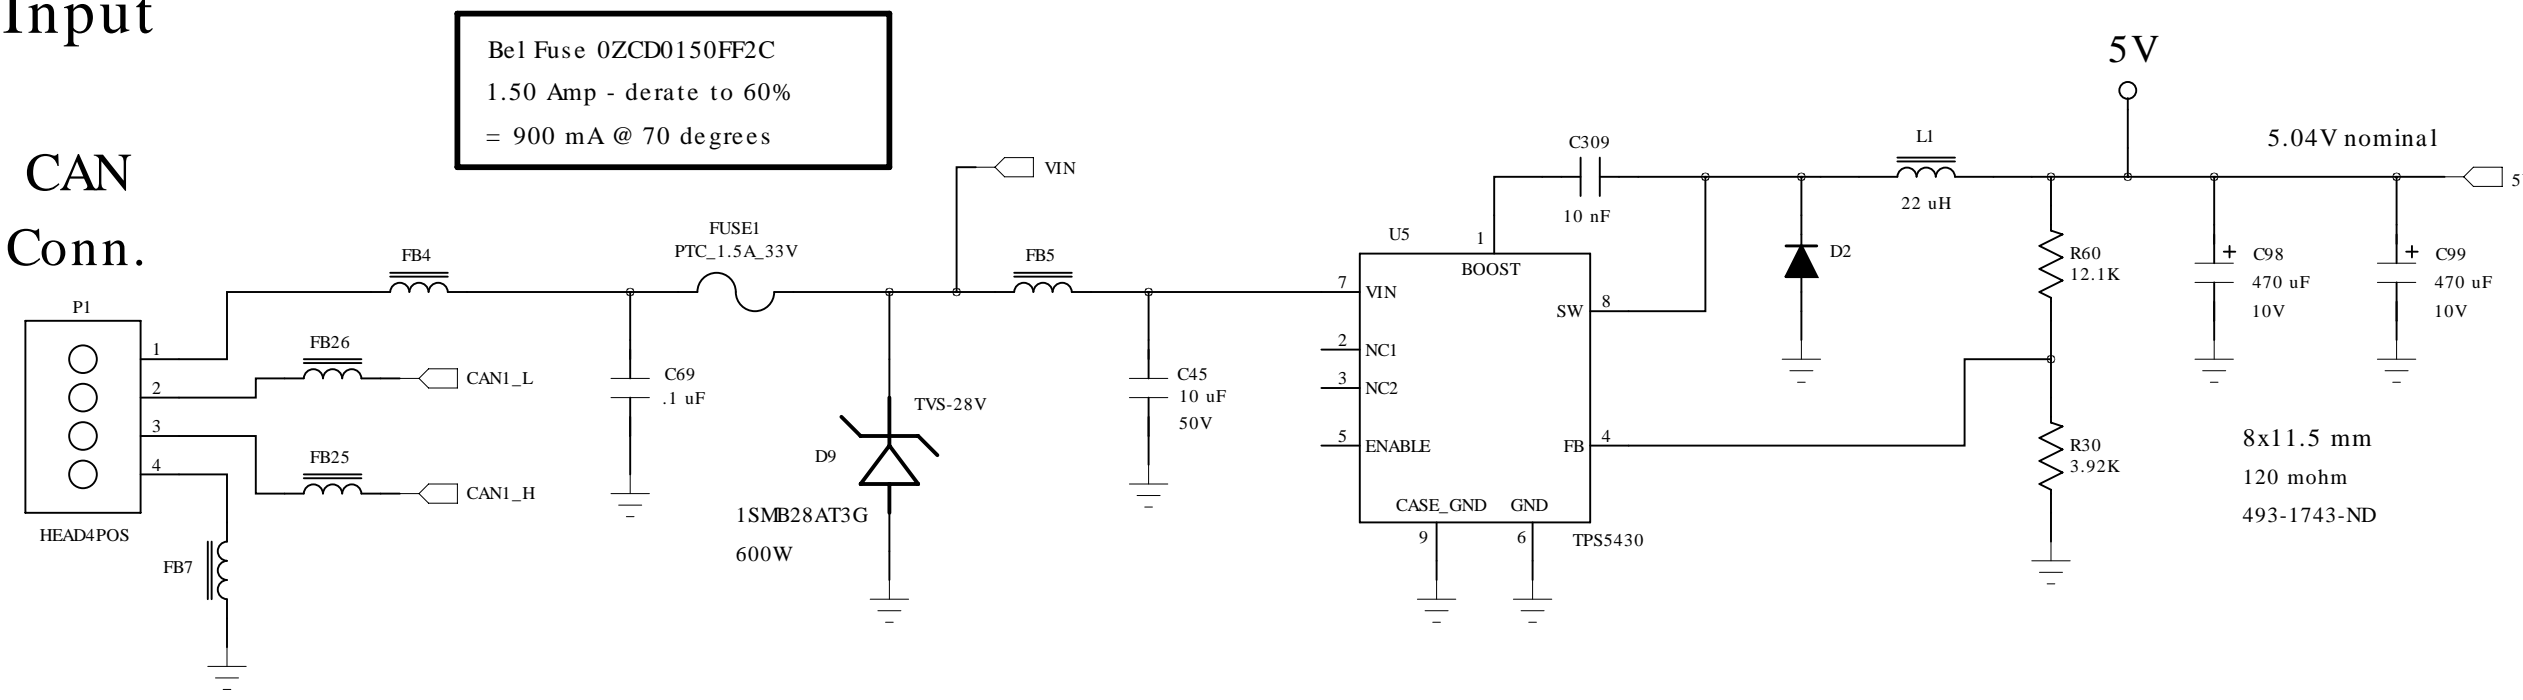 Input
CAN
Conn.
Bel Fuse 0ZCD0150FF2C
1.50 Amp - derate to 60%
= 900 mA @ 70 degrees
P1
1
2
3
4
HEAD4POS
FB4
FB26
CAN1_L
FB25
CAN1_H
FB7
FUSE1
PTC_1.5A_33V
C69
.1 uF
TVS-28V
D9
1SMB28AT3G
600W
VIN
FB5
C45
10 uF
50V
U5
1
BOOST
7
VIN
2
NC1
3
NC2
5
ENABLE
SW
8
FB
4
CASE_GND
GND
9
6
TPS5430
C309
10 nF
D2
L1
22 uH
5V
5.04V nominal
5
R60
12.1K
R30
3.92K
+
C98
470 uF
10V
+
C99
470 uF
10V
8x11.5 mm
120 mohm
493-1743-ND